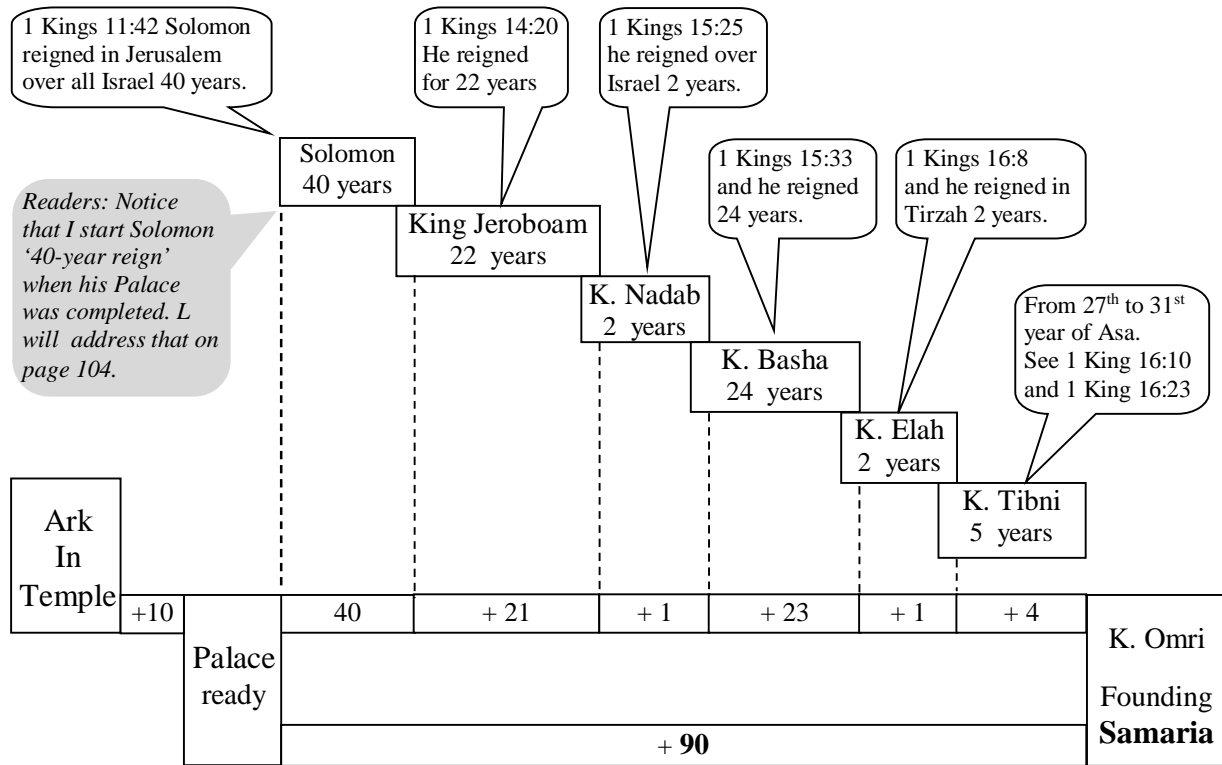 1 Kings 11:42 Solomon
reigned in Jerusalem
over all Israel 40 years.
1 Kings 14:20
He reigned
for 22 years
1 Kings 15:25
he reigned over
Israel 2 years.
Solomon
40 years
1 Kings 15:33
and he reigned
24 years.
1 Kings 16:8
and he reigned in
Tirzah 2 years.
Readers: Notice
that I start Solomon
‘40-year reign’
when his Palace
was completed. L
will address that on
page 104.
King Jeroboam
22 years
K. Nadab
2 years
From 27th to 31st
year of Asa.
See 1 King 16:10
and 1 King 16:23
K. Basha
24 years
K. Elah
2 years
K. Tibni
5 years
Ark
In
Temple
+10
Palace
ready
40
+ 21
+ 1
+ 23
+ 1
+ 4
+ 90
K. Omri
Founding
Samaria